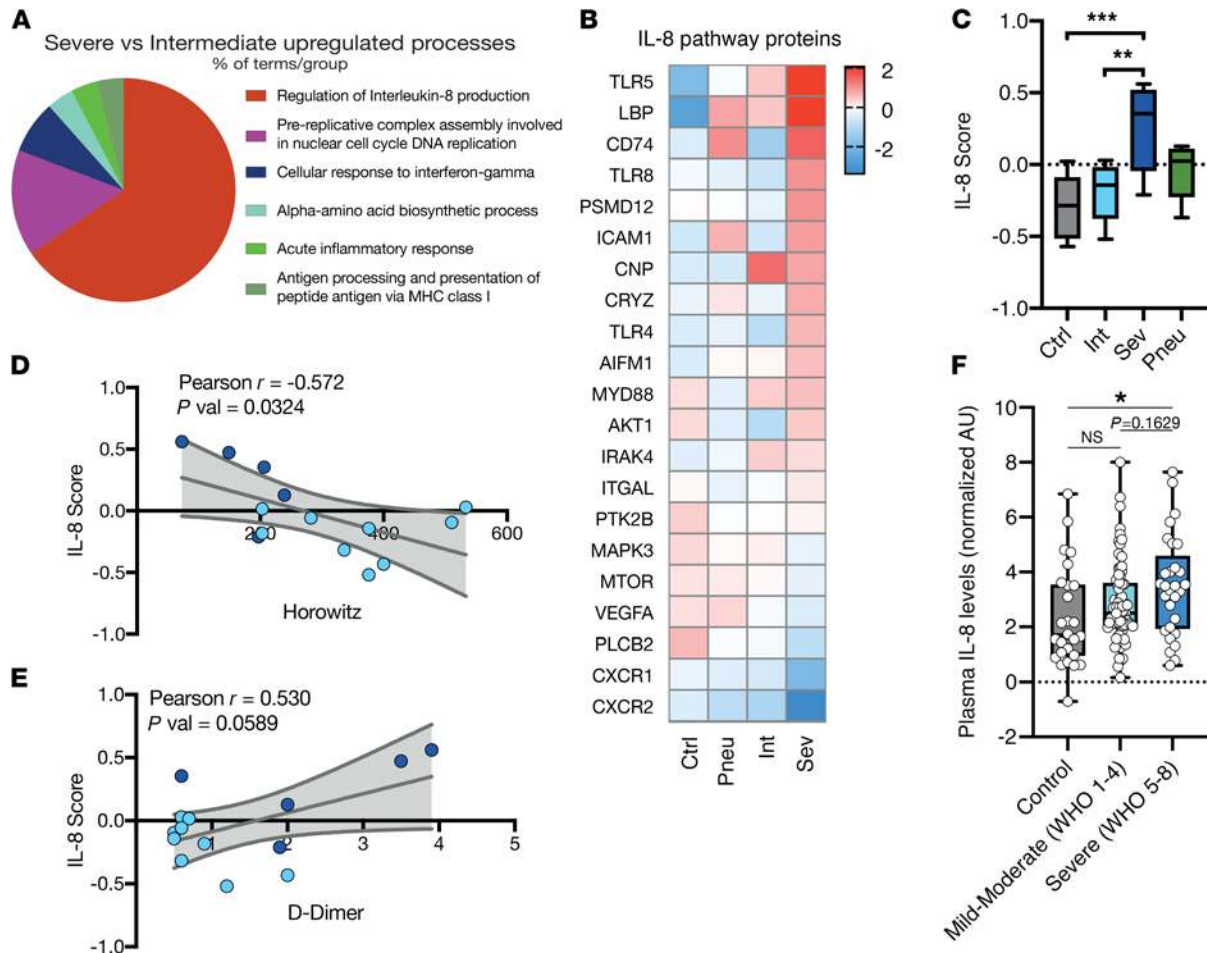 A
Severe vs Intermediate upregulated processes
% of terms/group
Regulation of Interleukin-8 production
Pre-replicative complex assembly involved
in nuclear cell cycle DNA replication
Cellular response to interferon-gamma
Alpha-amino acid biosynthetic process
Acute inflammatory response
Antigen processing and presentation of
peptide antigen via MHC class I
B
IL-8 pathway proteins
TLR5
LBP
CD74
TLR8
PSMD12
ICAM1
CNP
CRYZ
TLR4
AIFM1
MYD88
AKT1
IRAK4
ITGAL
PTK2B
MAPK3
MTOR
VEGFA
PLCB2
CXCR1
CXCR2
Ctrl
Pneu
Int
Sev
2
0
-2
C
IL-8 Score
1.0
0.5
0.0
-0.5
-1.0
***
**
Ctrl
Int
Sev
Pneu
D
Pearson r = -0.572
P val = 0.0324
IL-8 Score
1.0
0.5
0.0
-0.5
-1.0
200
400
600
Horowitz
E
Pearson r = 0.530
P val = 0.0589
IL-8 Score
1.0
0.5
0.0
-0.5
-1.0
1
2
3
4
5
D-Dimer
F
Plasma IL-8 levels (normalized AU)
10
8
6
4
2
0
-2
*
P=0.1629
NS
Control
Mild-Moderate (WHO 1-4)
Severe (WHO 5-8)